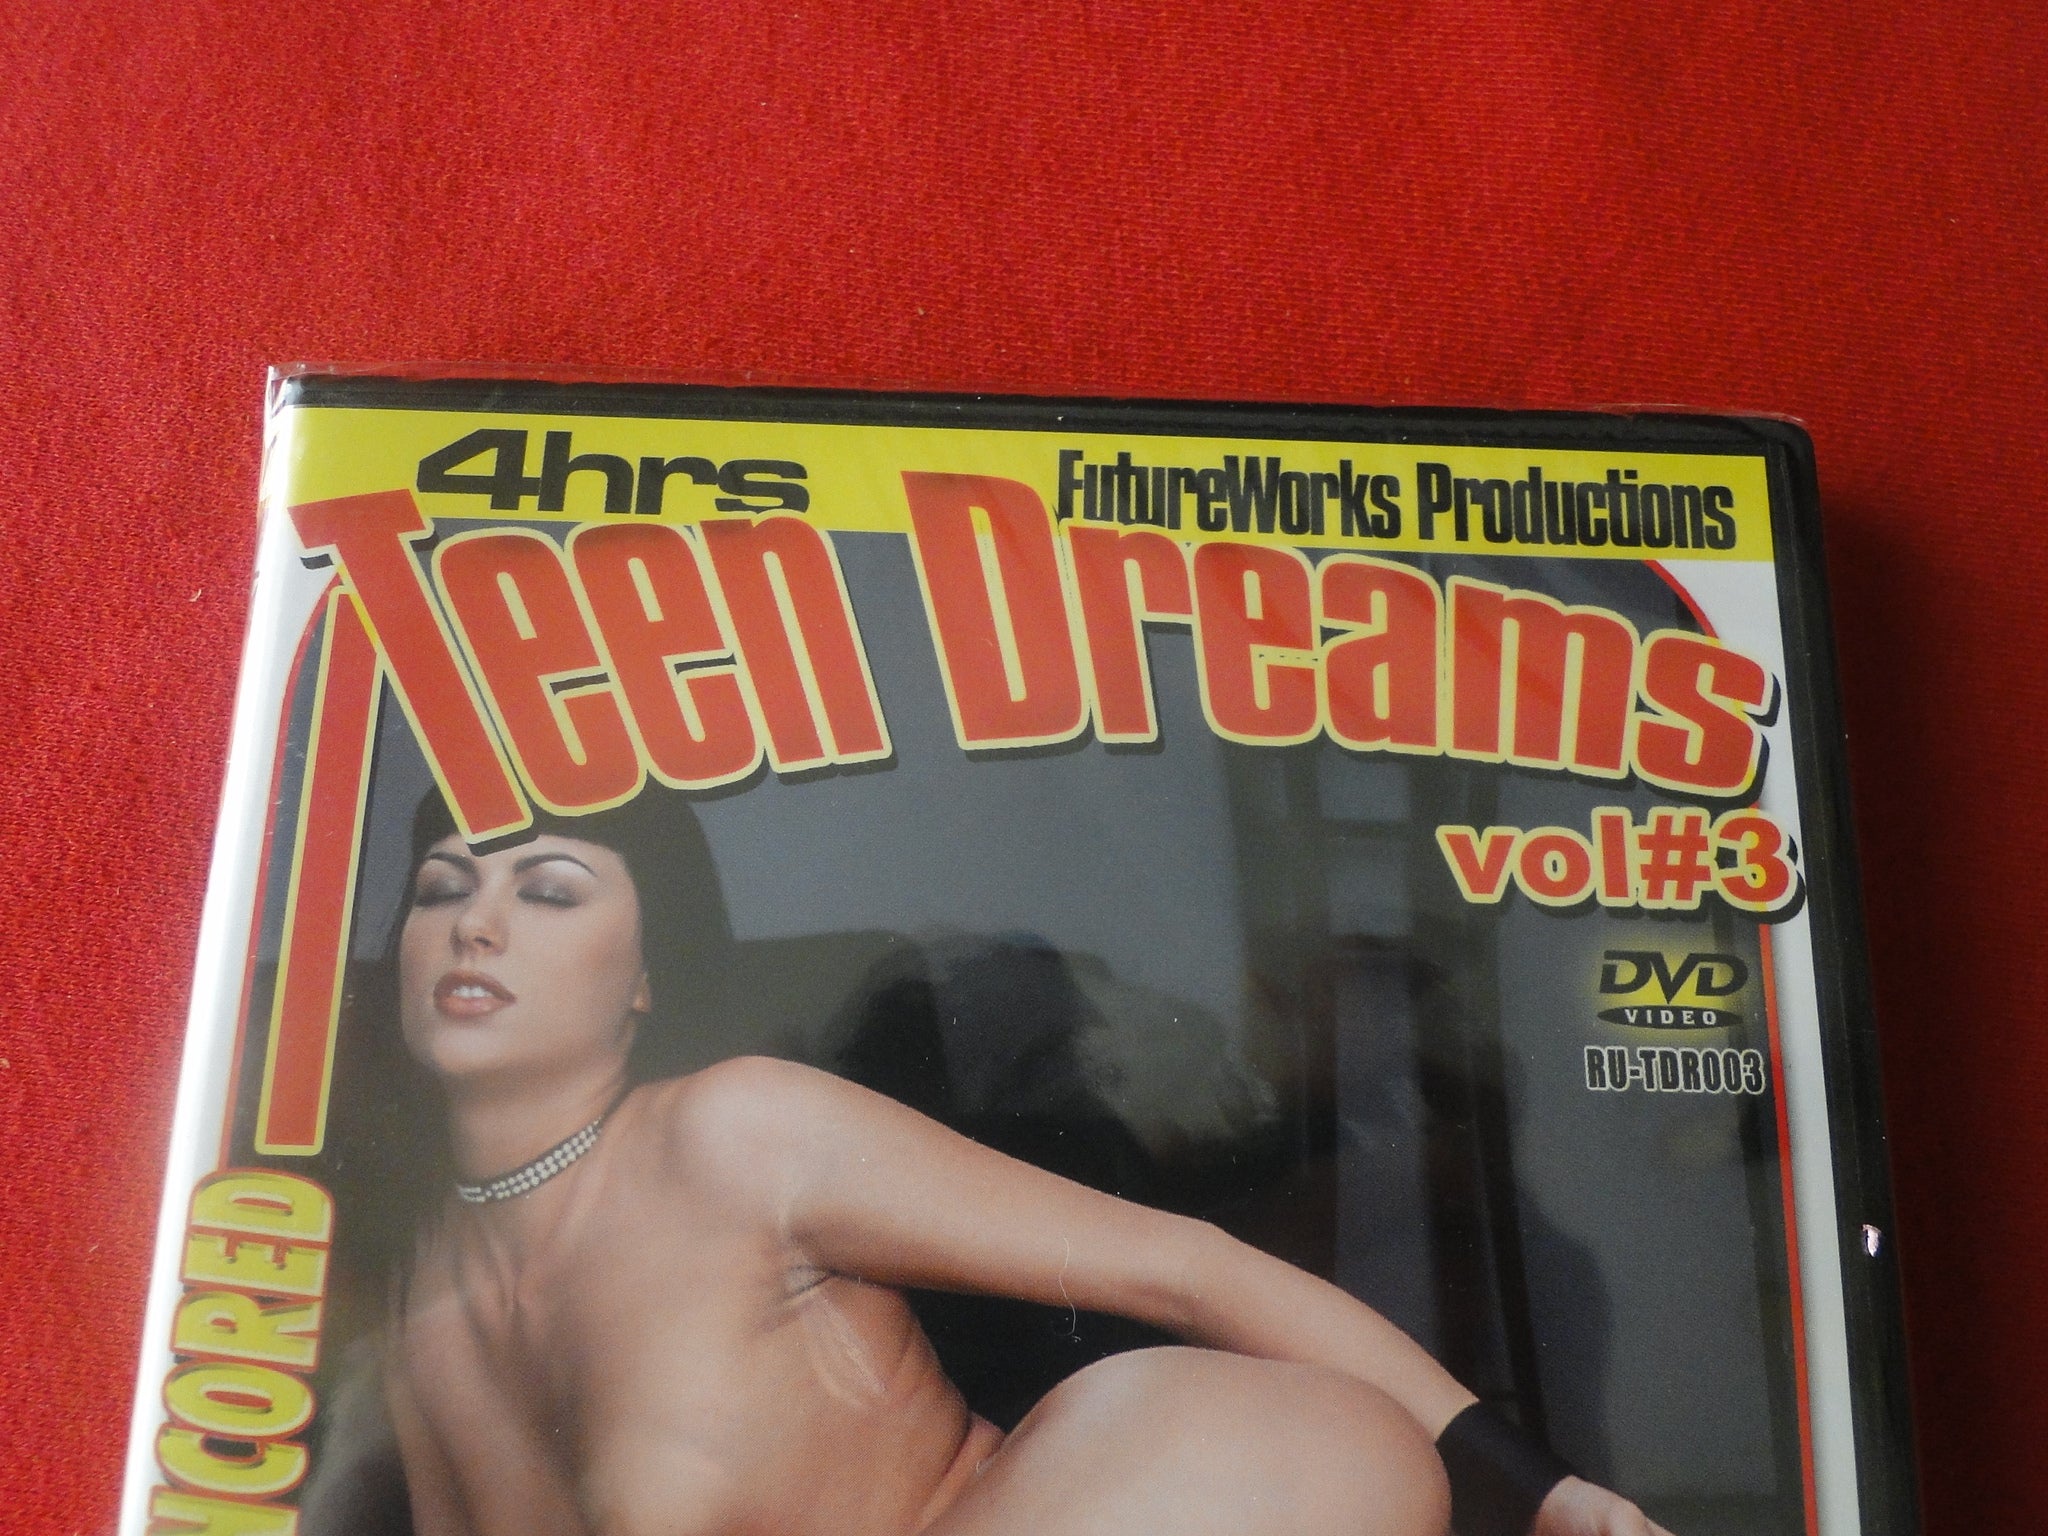 4hrs
FutureWorks Productions
Teen Dreams
vol#3
DVD
VIDEO
RU-TDR003